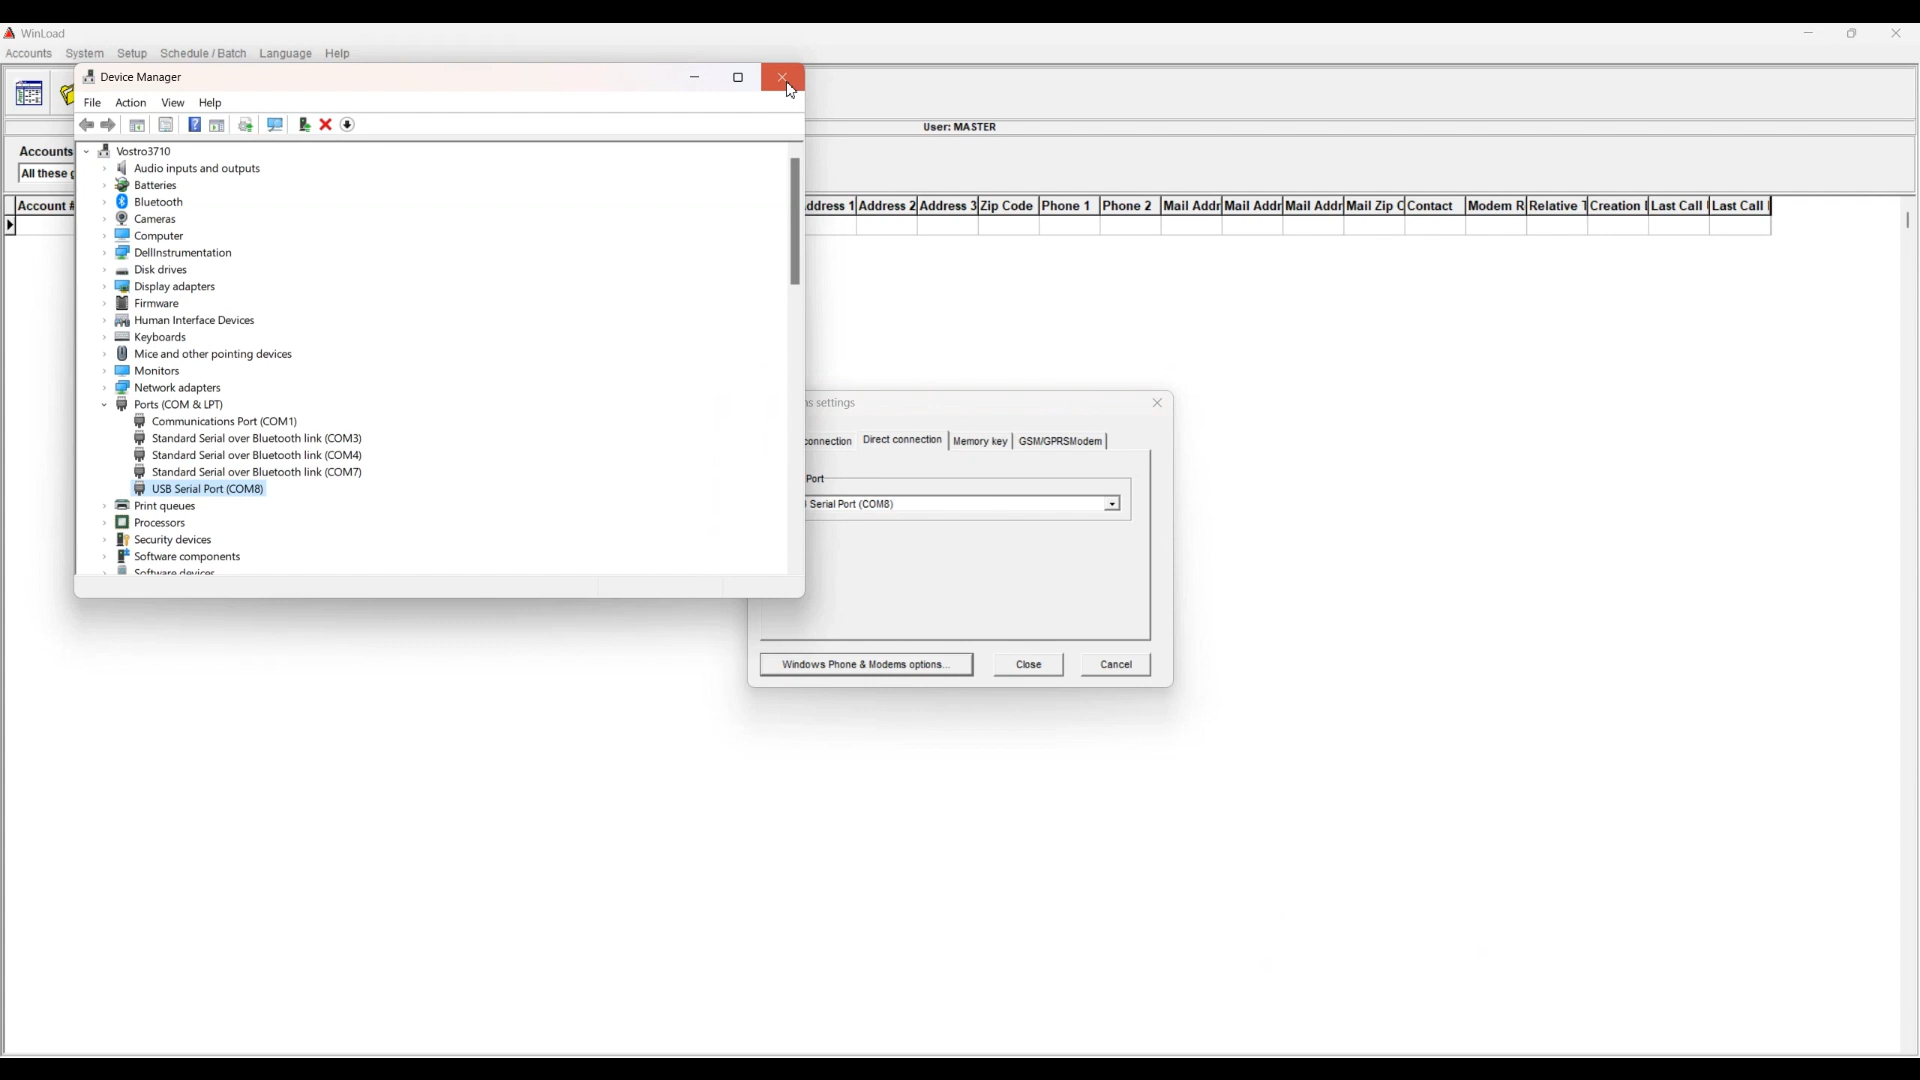 WinLoad
Accounts System Setup Schedule / Batch Language Help
Device Manager
File Action View Help
User: MASTER
Accounts
All these
Account #
Address 2 Address 3 Zip Code Phone 1 Phone 2 Mail Addr Mail Addr Mail Addr Mail Zip C Contact Modem R Relative T Creation Last Call Last Call
Vostro3710
Audio inputs and outputs
Batteries
Bluetooth
Cameras
Computer
DellInstrumentation
Disk drives
Display adapters
Firmware
Human Interface Devices
Keyboards
Mice and other pointing devices
Monitors
Network adapters
Ports (COM & LPT)
Communications Port (COM1)
Standard Serial over Bluetooth link (COM3)
Standard Serial over Bluetooth link (COM4)
Standard Serial over Bluetooth link (COM7)
USB Serial Port (COM8)
Print queues
Processors
Security devices
Software components
Software devices
settings
connection Direct connection Memory key GSM/GPRSModem
Port
Serial Port (COM8)
Windows Phone & Modems options...
Close
Cancel